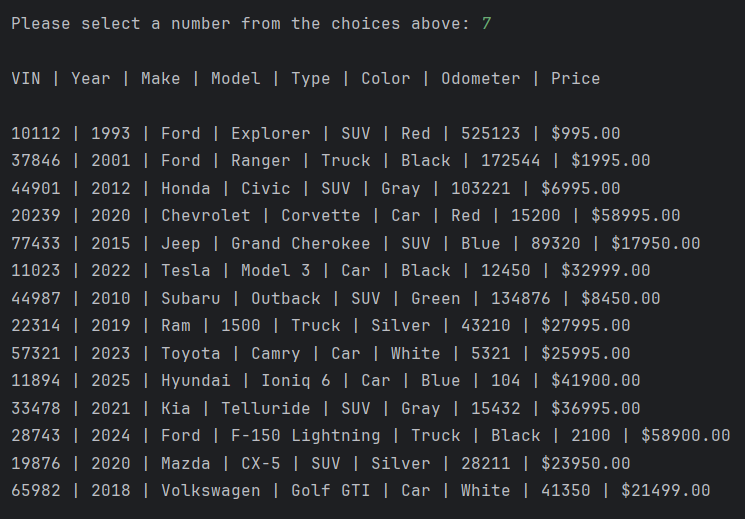 Please select a number from the choices above: 7
VIN | Year | Make | Model | Type | Color | Odometer | Price
10112 | 1993 | Ford | Explorer | SUV | Red | 525123 | $995.00
37846 | 2001 | Ford | Ranger | Truck | Black | 172544 | $1995.00
44901 | 2012 | Honda | Civic | SUV | Gray | 103221 | $6995.00
20239 | 2020 | Chevrolet | Corvette | Car | Red | 15200 | $58995.00
77433 | 2015 | Jeep | Grand Cherokee | SUV | Blue | 89320 | $17950.00
11023 | 2022 | Tesla | Model 3 | Car | Black | 12450 | $32999.00
44987 | 2010 | Subaru | Outback | SUV | Green | 134876 | $8450.00
22314 | 2019 | Ram | 1500 | Truck | Silver | 43210 | $27995.00
57321 | 2023 | Toyota | Camry | Car | White | 5321 | $25995.00
11894 | 2025 | Hyundai | Ioniq 6 | Car | Blue | 104 | $41900.00
33478 | 2021 | Kia | Telluride | SUV | Gray | 15432 | $36995.00
28743 | 2024 | Ford | F-150 Lightning | Truck | Black | 2100 | $58900.00
19876 | 2020 | Mazda | CX-5 | SUV | Silver | 28211 | $23950.00
65982 | 2018 | Volkswagen | Golf GTI | Car | White | 41350 | $21499.00